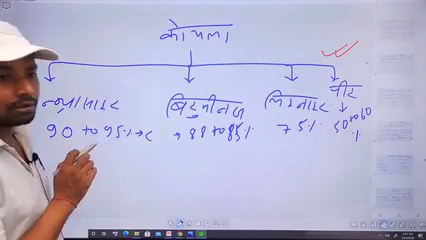 कोयला
एन्थ्रासाइट बिटुमीनस लिग्नाइट पीट
90 to 95% → C 88 to 85% 75% 50 to 60 %